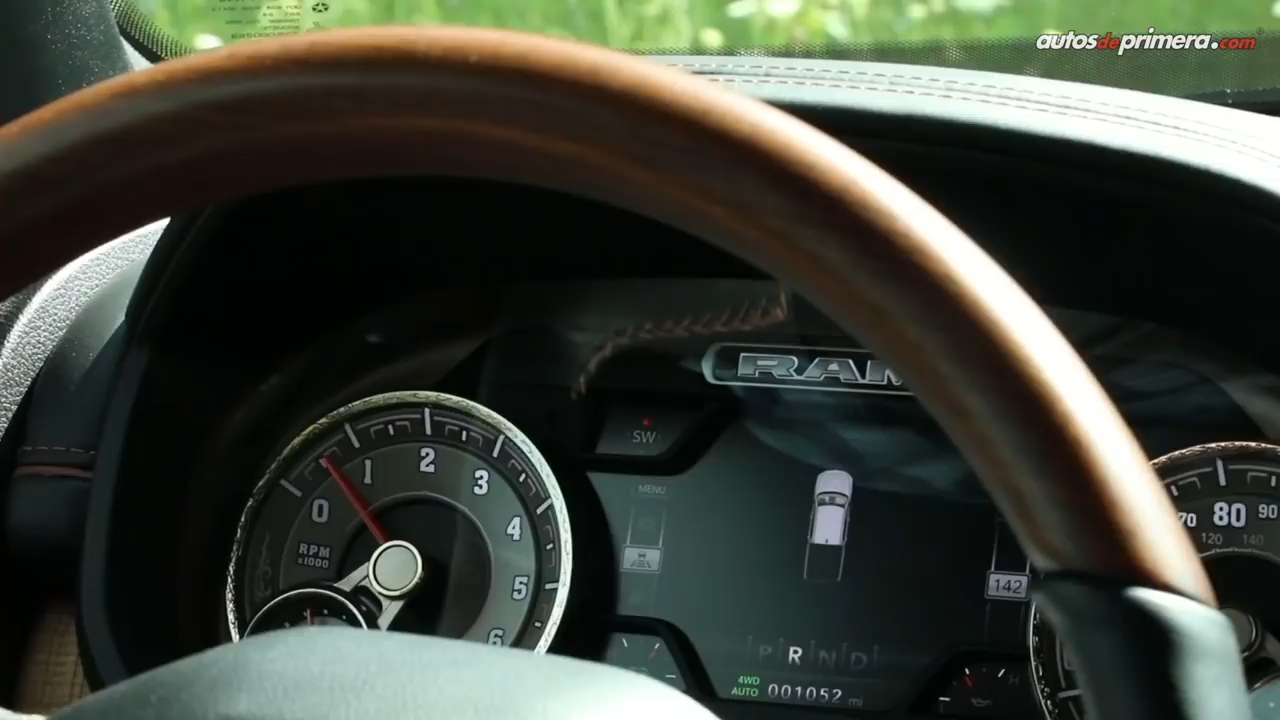 autosdeprimera.com
RAM
SW
MENU
0 1 2 3 4 5 6
RPM
x1000
142
70 80 90
120 140
P R N D
4WD
AUTO
001052 mi
H